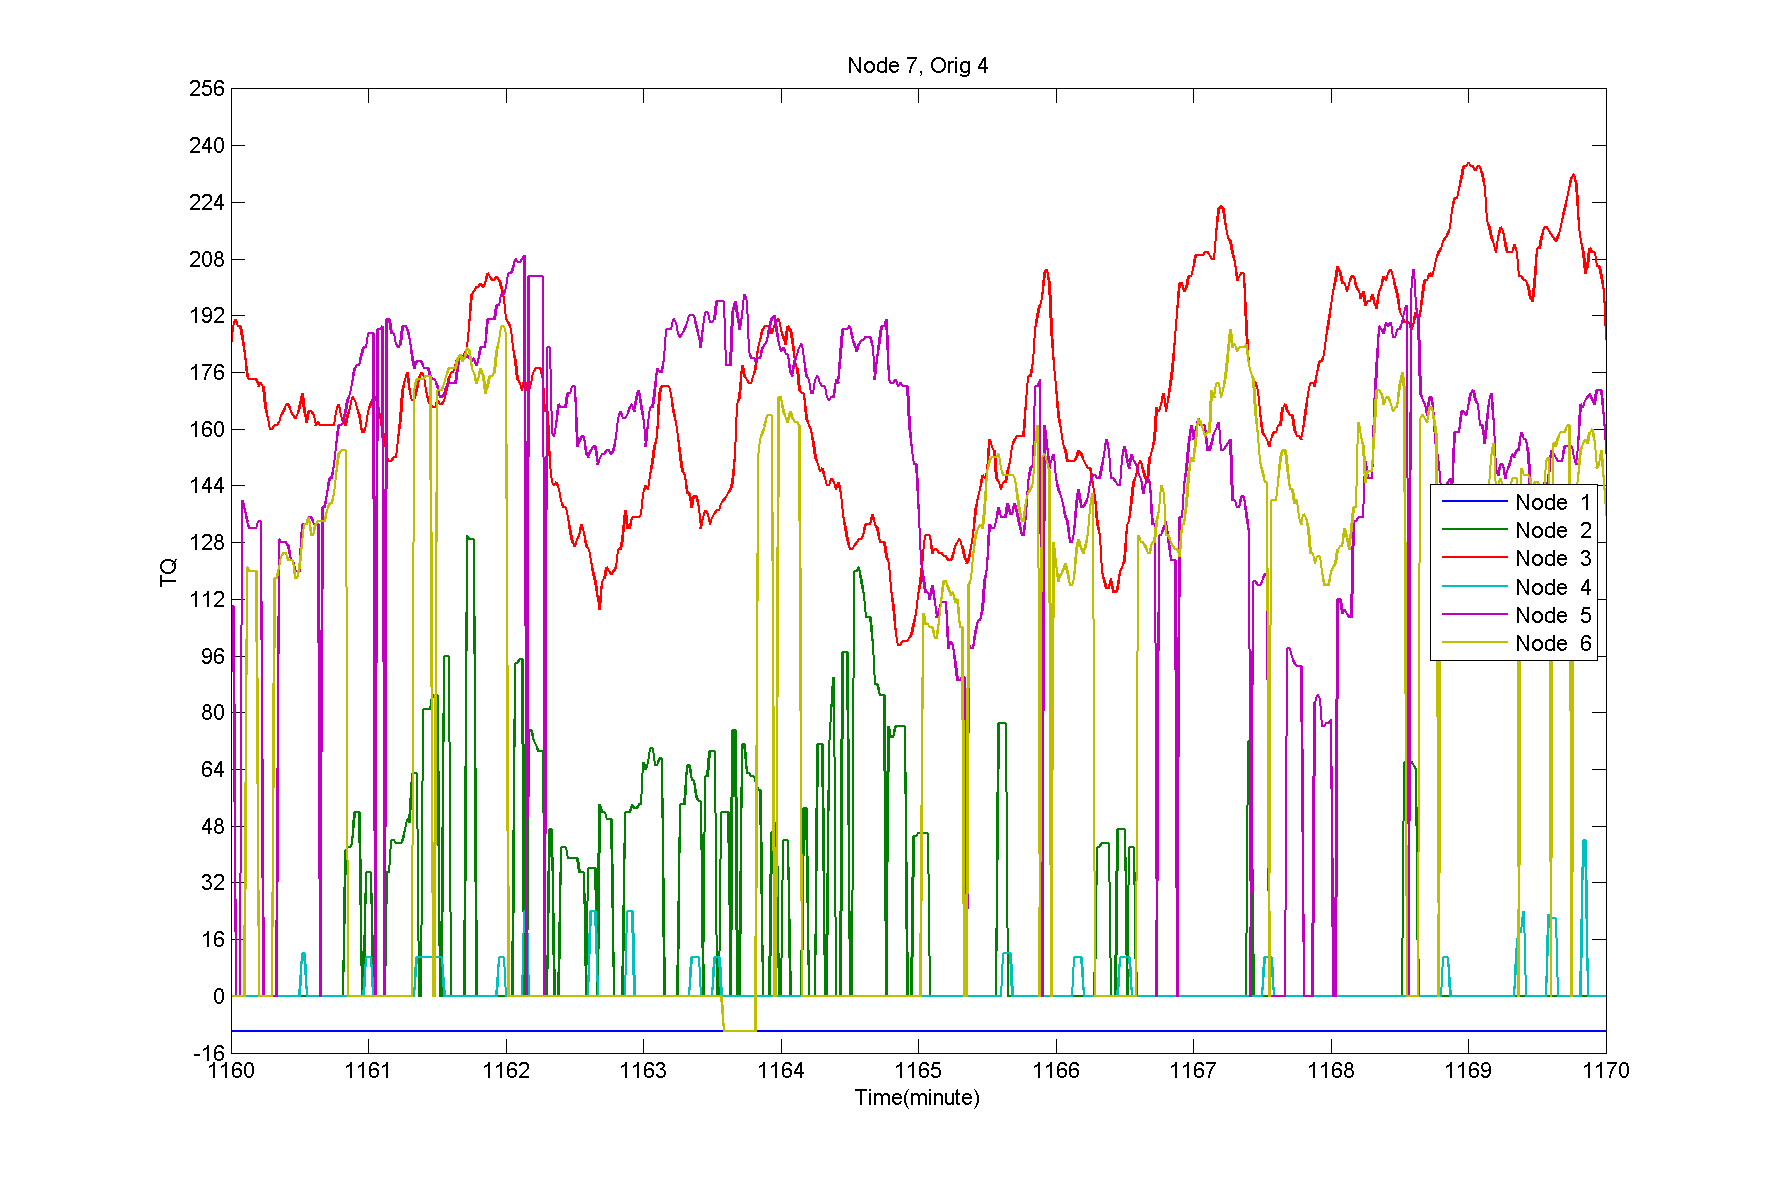 Node 7, Orig 4
256
240
224
208
192
176
160
144
128
112
96
80
64
48
32
16
0
-16
TQ
Node 1
Node 2
Node 3
Node 4
Node 5
Node 6
1160 1161 1162 1163 1164 1165 1166 1167 1168 1169 1170
Time(minute)